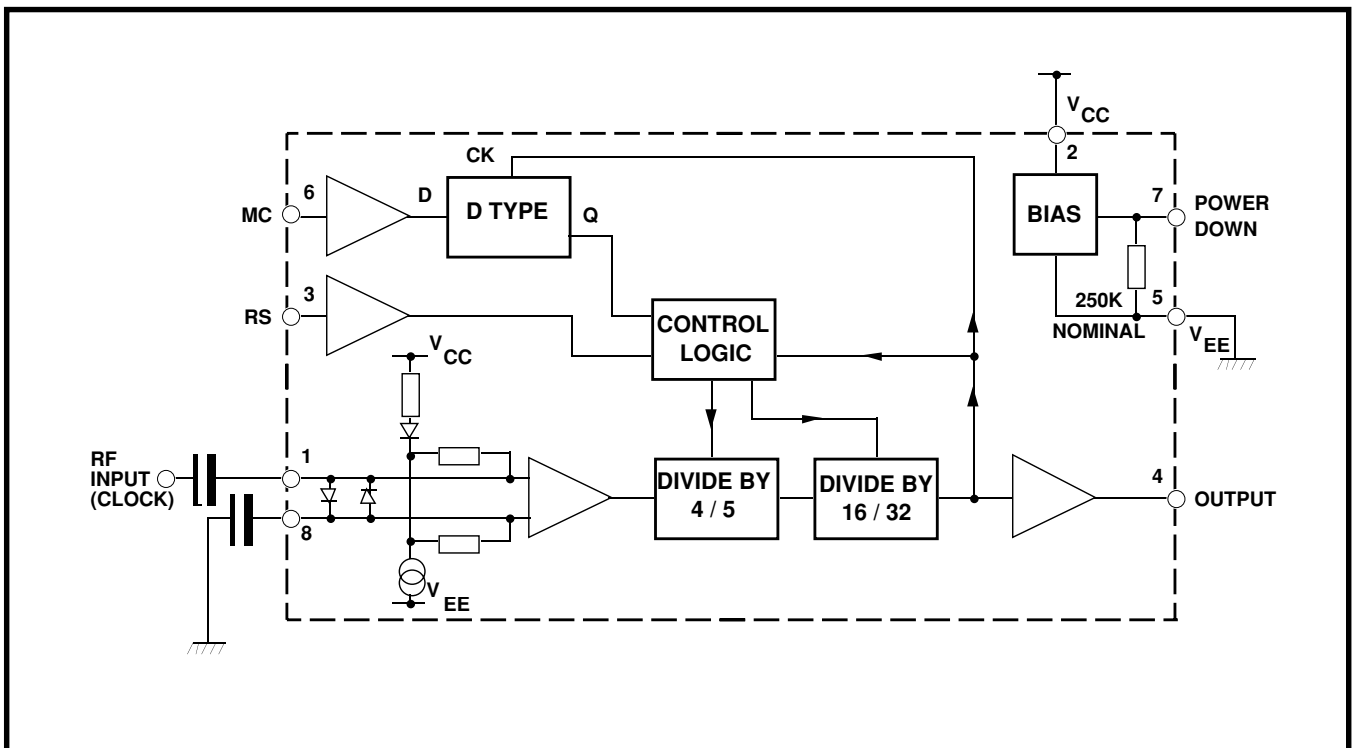 V CC
2
CK
6
D
D TYPE
Q
MC
BIAS
7
POWER
DOWN
3
RS
250K
NOMINAL
5
V EE
CONTROL
LOGIC
V CC
RF
INPUT
(CLOCK)
1
8
DIVIDE BY
4 / 5
DIVIDE BY
16 / 32
4
OUTPUT
V EE